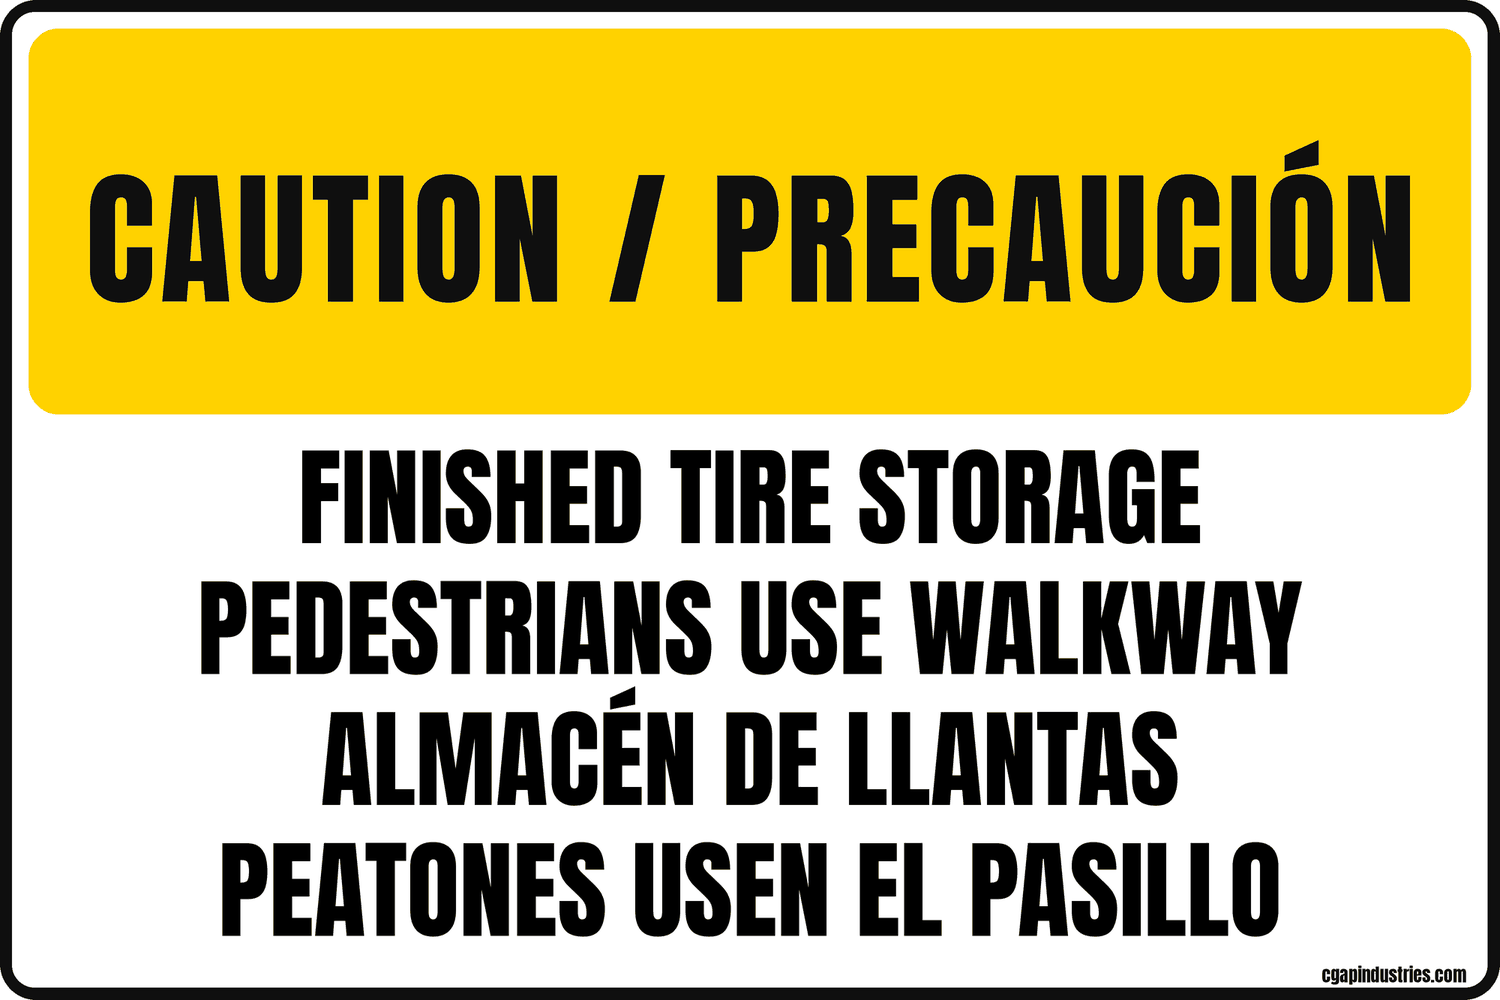 CAUTION / PRECAUCIÓN
FINISHED TIRE STORAGE
PEDESTRIANS USE WALKWAY
ALMACÉN DE LLANTAS
PEATONES USEN EL PASILLO
cgapindustries.com